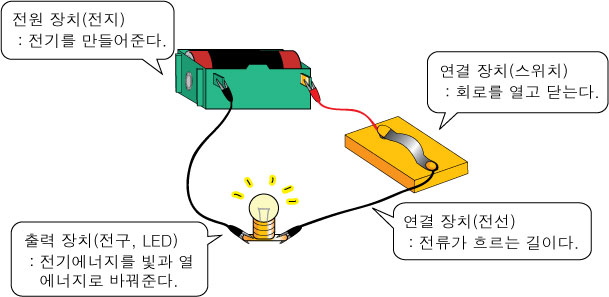 전원 장치(전지)
: 전기를 만들어준다.
연결 장치(스위치)
: 회로를 열고 닫는다.
출력 장치(전구, LED)
: 전기에너지를 빛과 열
에너지로 바꿔준다.
연결 장치(전선)
: 전류가 흐르는 길이다.